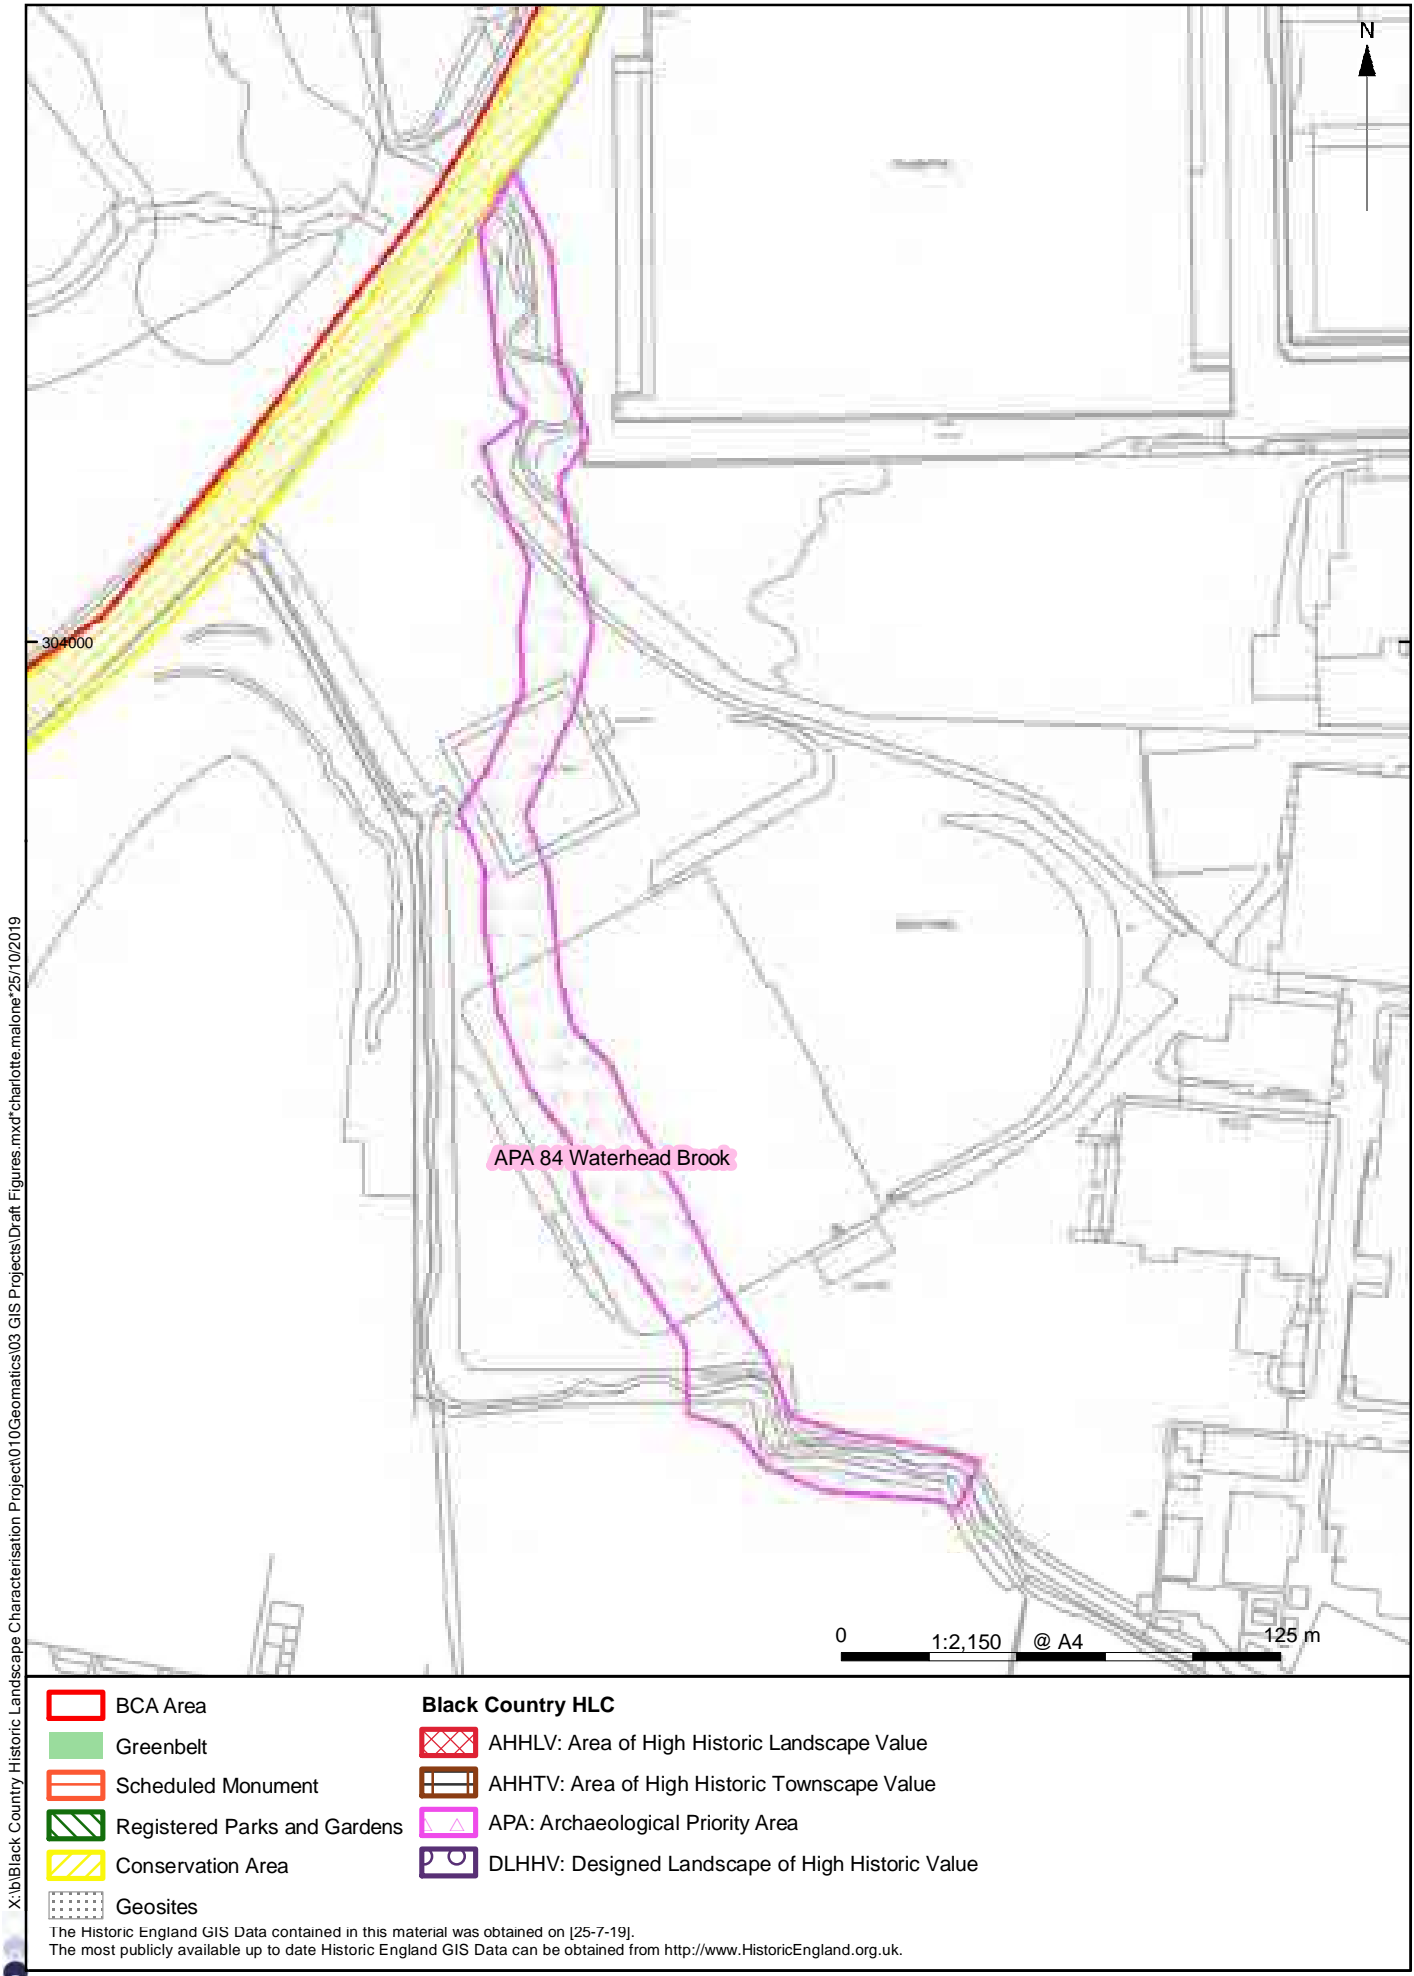 N
304000
APA 84 Waterhead Brook
0
1:2,150 @ A4
125 m
X:\b\Black Country Historic Landscape Characterisation Project\010Geomatics\03 GIS Projects\Draft Figures.mxd*charlotte.malone*25/10/2019
BCA Area
Greenbelt
Scheduled Monument
Registered Parks and Gardens
Conservation Area
Geosites
Black Country HLC
AHHLV: Area of High Historic Landscape Value
AHHTV: Area of High Historic Townscape Value
APA: Archaeological Priority Area
DLHHV: Designed Landscape of High Historic Value
The Historic England GIS Data contained in this material was obtained on [25-7-19].
The most publicly available up to date Historic England GIS Data can be obtained from http://www.HistoricEngland.org.uk.